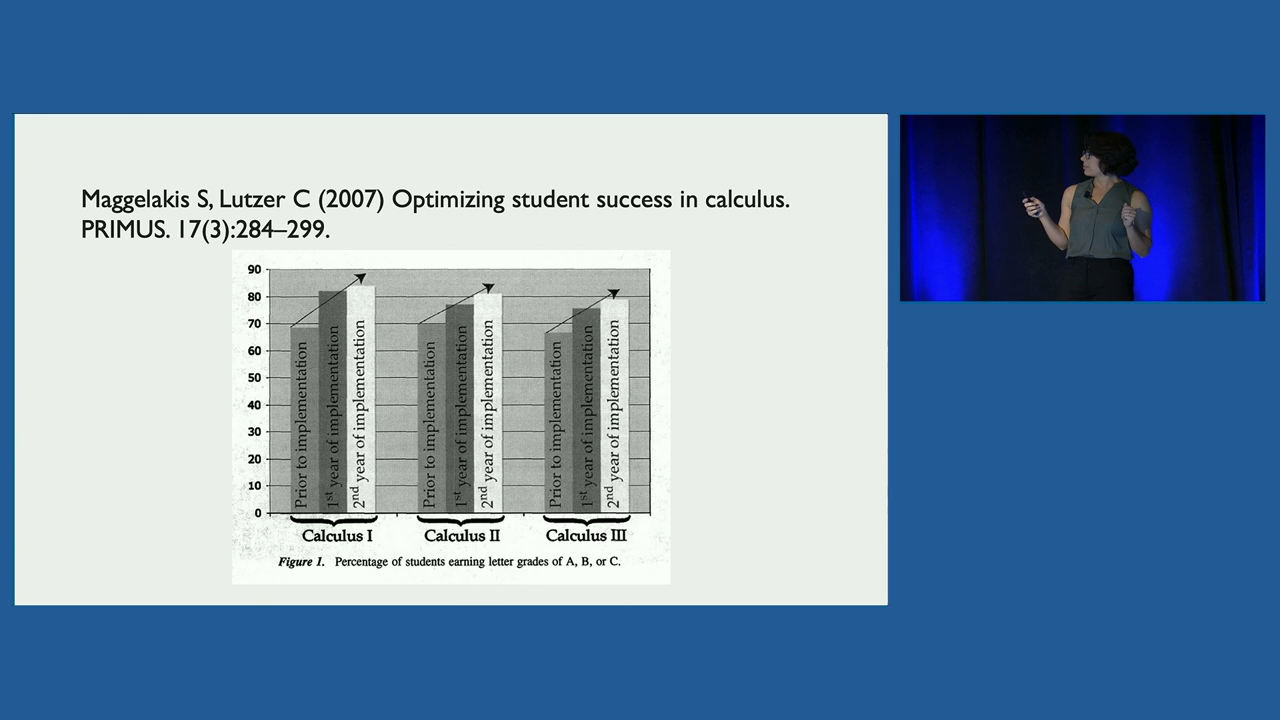 Maggelakis S, Lutzer C (2007) Optimizing student success in calculus.
PRIMUS. 17(3):284–299.
90
80
70
60
50
40
30
20
10
0
Prior to implementation
1st year of implementation
2nd year of implementation
Prior to implementation
1st year of implementation
2nd year of implementation
Prior to implementation
1st year of implementation
2nd year of implementation
Calculus I
Calculus II
Calculus III
Figure 1. Percentage of students earning letter grades of A, B, or C.